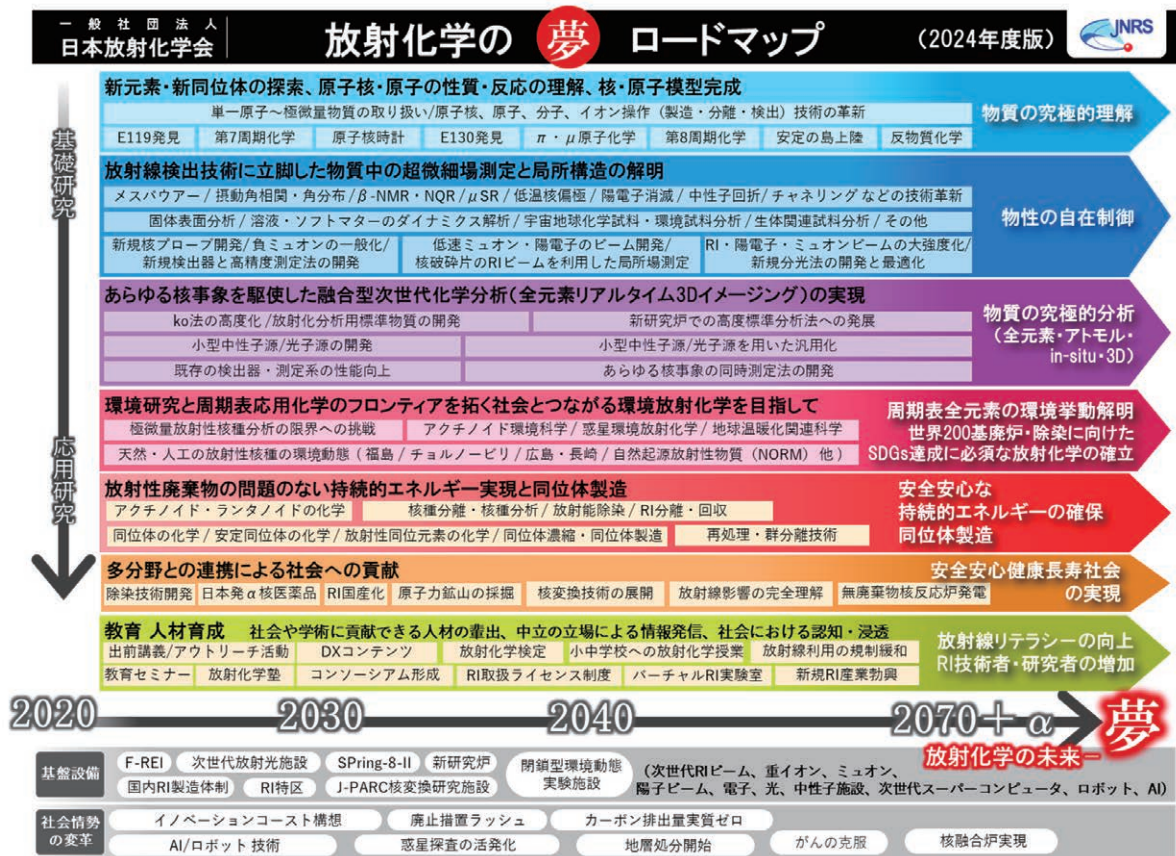 一般社団法人
日本放射化学会
放射化学の夢ロードマップ
（2024年度版）
JNRS
基礎研究
応用研究
新元素・新同位体の探索、原子核・原子の性質・反応の理解、核・原子模型完成
単一原子～極微量物質の取り扱い/原子核、原子、分子、イオン操作（製造・分離・検出）技術の革新
E119発見 第7周期化学 原子核時計 E130発見 π・μ原子化学 第8周期化学 安定の島上陸 反物質化学
物質の究極的理解
放射線検出技術に立脚した物質中の超微細場測定と局所構造の解明
メスバウアー/摂動角相関・角分布/β-NMR・NQR/μSR/低温核偏極/陽電子消滅/中性子回折/チャネリングなどの技術革新
固体表面分析/溶液・ソフトマターのダイナミクス解析/宇宙地球化学試料・環境試料分析/生体関連試料分析/その他
新規核プローブ開発/負ミュオンの一般化/
新規検出器と高精度測定法の開発
低速ミュオン・陽電子のビーム開発/
核破砕片のRIビームを利用した局所場測定
RI・陽電子・ミュオンビームの大強度化/
新規分光法の開発と最適化
物性の自在制御
あらゆる核事象を駆使した融合型次世代化学分析（全元素リアルタイム3Dイメージング）の実現
ko法の高度化/放射化分析用標準物質の開発 新研究炉での高度標準分析法への発展
小型中性子源/光子源の開発 小型中性子源/光子源を用いた汎用化
既存の検出器・測定系の性能向上 あらゆる核事象の同時測定法の開発
物質の究極的分析
（全元素・アトモル・
in-situ・3D）
環境研究と周期表応用化学のフロンティアを拓く社会とつながる環境放射化学を目指して
極微量放射性核種分析の限界への挑戦 アクチノイド環境科学/惑星環境放射化学/地球温暖化関連科学
天然・人工の放射性核種の環境動態（福島/チョルノービリ/広島・長崎/自然起源放射性物質（NORM）他）
周期表全元素の環境挙動解明
世界200基廃炉・除染に向けた
SDGs達成に必須な放射化学の確立
放射性廃棄物の問題のない持続的エネルギー実現と同位体製造
アクチノイド・ランタノイドの化学 核種分離・核種分析/放射能除染/RI分離・回収
同位体の化学/安定同位体の化学/放射性同位元素の化学/同位体濃縮・同位体製造 再処理・群分離技術
安全安心な
持続的エネルギーの確保
同位体製造
多分野との連携による社会への貢献
除染技術開発 日本発α核医薬品 RI国産化 原子力鉱山の採掘 核変換技術の展開 放射線影響の完全理解 無廃棄物核反応炉発電
安全安心健康長寿社会
の実現
教育 人材育成 社会や学術に貢献できる人材の輩出、中立の立場による情報発信、社会における認知・浸透
出前講義/アウトリーチ活動 DXコンテンツ 放射化学検定 小中学校への放射化学授業 放射線利用の規制緩和
教育セミナー 放射化学塾 コンソーシアム形成 RI取扱ライセンス制度 バーチャルRI実験室 新規RI産業勃興
放射線リテラシーの向上
RI技術者・研究者の増加
2020 2030 2040 2070＋α 夢
放射化学の未来ー
基盤設備
F-REI 次世代放射光施設 SPring-8-II 新研究炉
国内RI製造体制 RI特区 J-PARC核変換研究施設
閉鎖型環境動態
実験施設
（次世代RIビーム、重イオン、ミュオン、
陽子ビーム、電子、光、中性子施設、次世代スーパーコンピュータ、ロボット、AI）
社会情勢
の変革
イノベーションコースト構想 廃止措置ラッシュ カーボン排出量実質ゼロ
AI/ロボット技術 惑星探査の活発化 地層処分開始 がんの克服 核融合炉実現